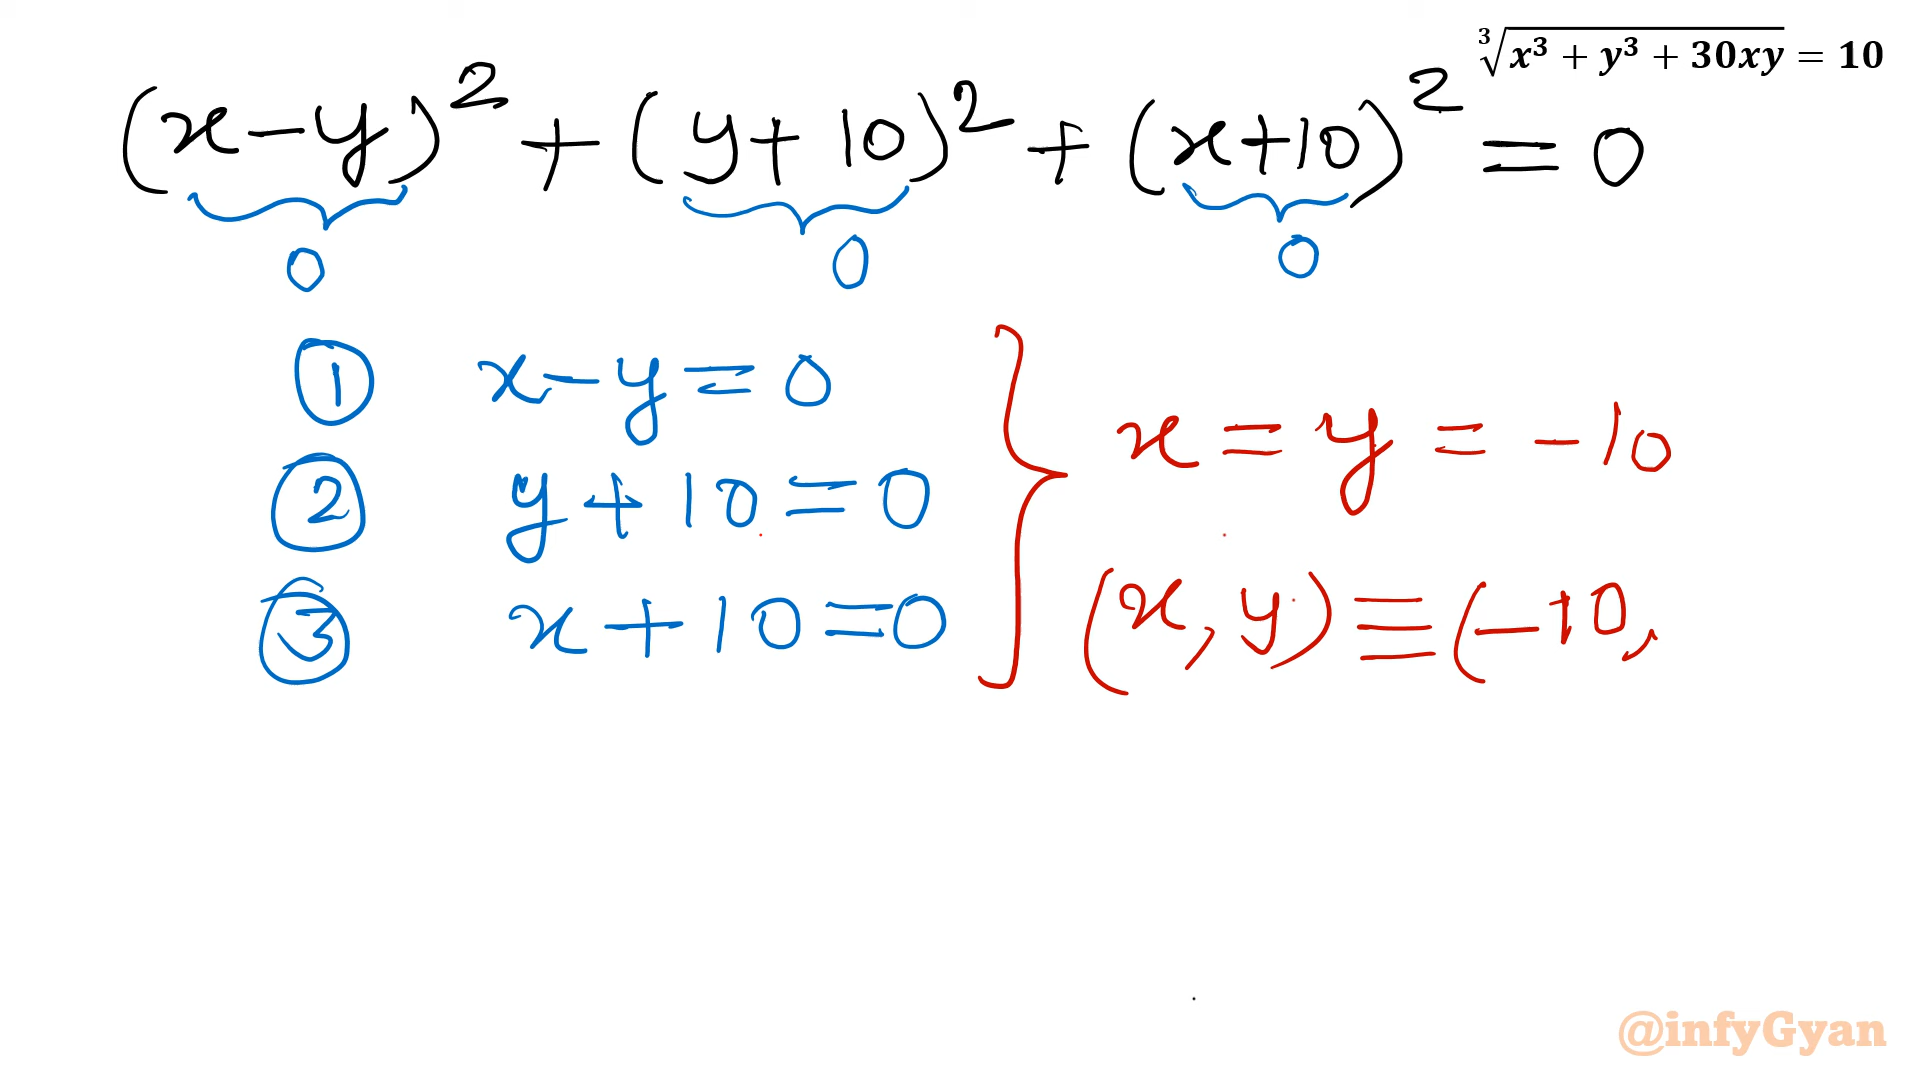 ∛(x³ + y³ + 30xy) = 10
(x-y)² + (y+10)² + (x+10)² = 0
0 0 0
① x-y=0
② y+10=0
③ x+10=0
x = y = -10
(x, y) ≡ (-10,
@infyGyan